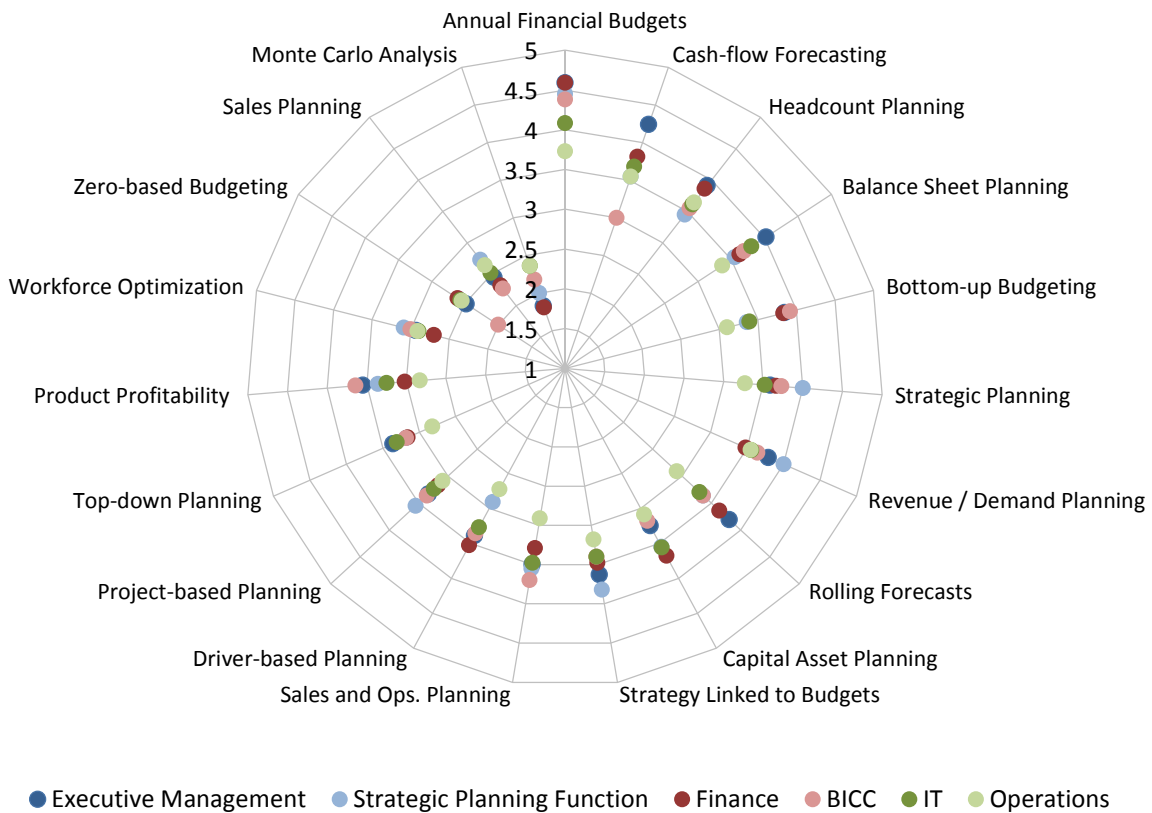 Annual Financial Budgets
Monte Carlo Analysis
Cash-flow Forecasting
Sales Planning
Headcount Planning
Zero-based Budgeting
Balance Sheet Planning
Workforce Optimization
Bottom-up Budgeting
Product Profitability
Strategic Planning
Top-down Planning
Revenue / Demand Planning
Project-based Planning
Rolling Forecasts
Driver-based Planning
Capital Asset Planning
Sales and Ops. Planning
Strategy Linked to Budgets
5
4.5
4
3.5
3
2.5
2
1.5
1
Executive Management Strategic Planning Function Finance BICC IT Operations